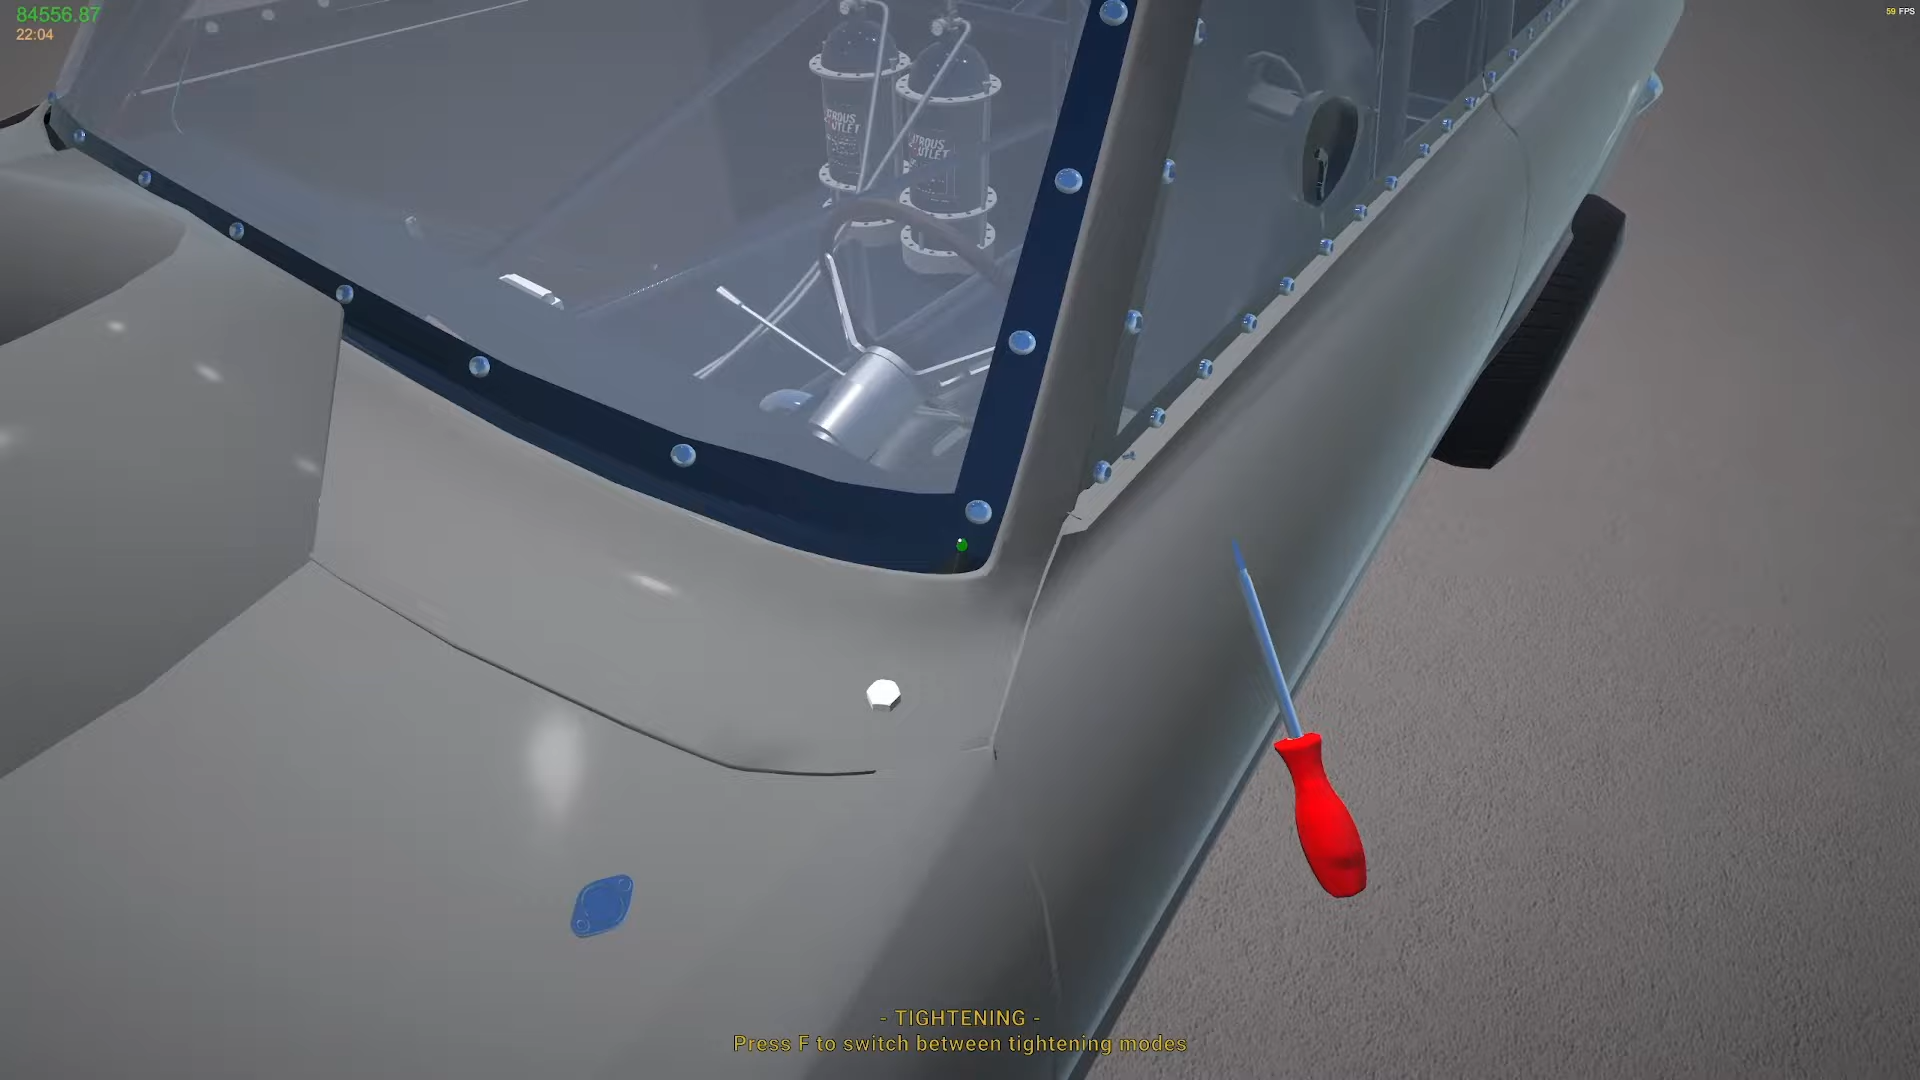 84556.87
22:04
59 FPS
- TIGHTENING -
Press F to switch between tightening modes